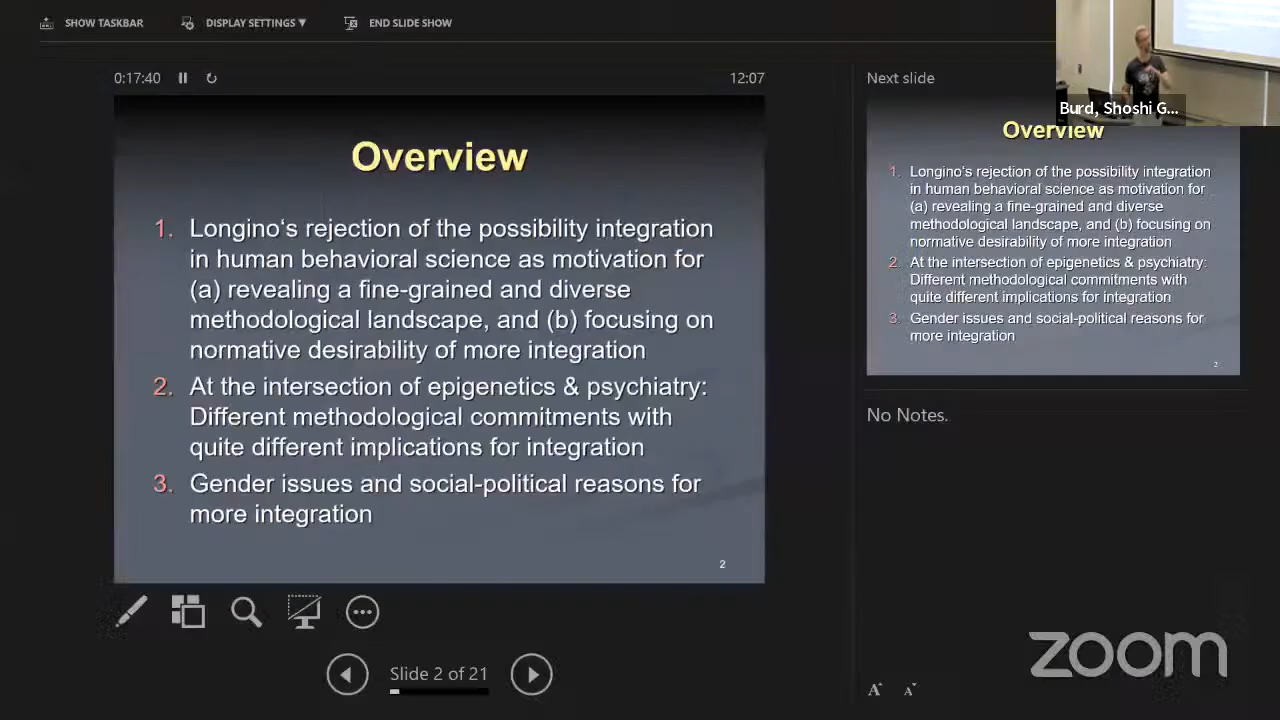 SHOW TASKBAR
DISPLAY SETTINGS ▼
END SLIDE SHOW
0:17:40
12:07
Overview
1. Longino‘s rejection of the possibility integration
in human behavioral science as motivation for
(a) revealing a fine-grained and diverse
methodological landscape, and (b) focusing on
normative desirability of more integration
2. At the intersection of epigenetics & psychiatry:
Different methodological commitments with
quite different implications for integration
3. Gender issues and social-political reasons for
more integration
2
Slide 2 of 21
Next slide
Burd, Shoshi G...
Overview
1. Longino‘s rejection of the possibility integration
in human behavioral science as motivation for
(a) revealing a fine-grained and diverse
methodological landscape, and (b) focusing on
normative desirability of more integration
2. At the intersection of epigenetics & psychiatry:
Different methodological commitments with
quite different implications for integration
3. Gender issues and social-political reasons for
more integration
2
No Notes.
A A
zoom